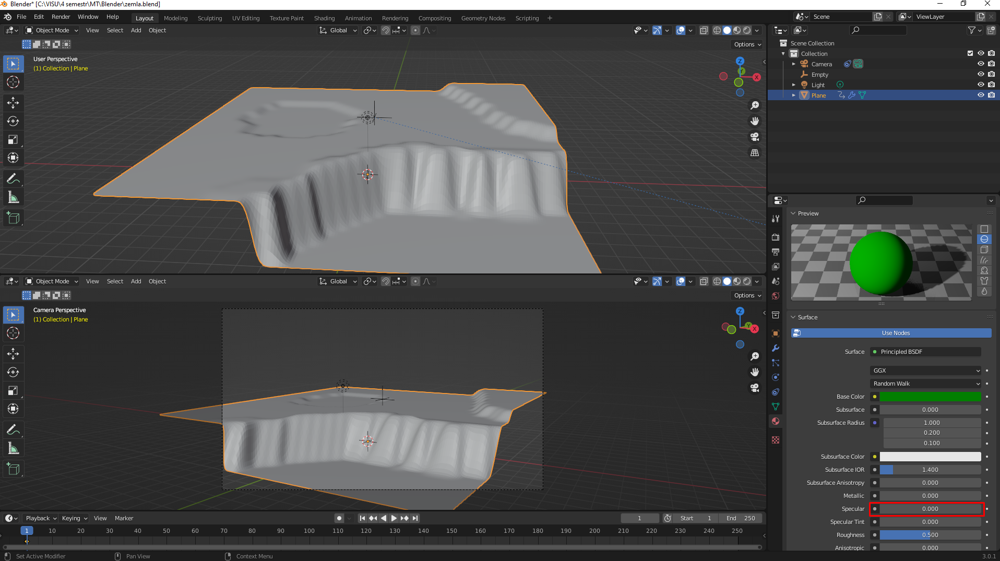 Blender* [C:\VISU\4 semestr\MT\Blender\zemla.blend]
File Edit Render Window Help Layout Modeling Sculpting UV Editing Texture Paint Shading Animation Rendering Compositing Geometry Nodes Scripting + Scene ViewLayer
Object Mode View Select Add Object Global
Options
User Perspective
(1) Collection | Plane
Z
Y
X
Scene Collection
Collection
Camera
Empty
Light
Plane
Object Mode View Select Add Object Global
Options
Camera Perspective
(1) Collection | Plane
Z
Y
X
Preview
Surface
Use Nodes
Surface Principled BSDF
GGX
Random Walk
Base Color
Subsurface 0.000
Subsurface Radius 1.000
0.200
0.100
Subsurface Color
Subsurface IOR 1.400
Subsurface Anisotropy 0.000
Metallic 0.000
Specular 0.000
Specular Tint 0.000
Roughness 0.500
Anisotropic 0.000
Playback Keying View Marker 1 Start 1 End 250
1 10 20 30 40 50 60 70 80 90 100 110 120 130 140 150 160 170 180 190 200 210 220 230 240 250
Set Active Modifier Pan View Context Menu 3.0.1